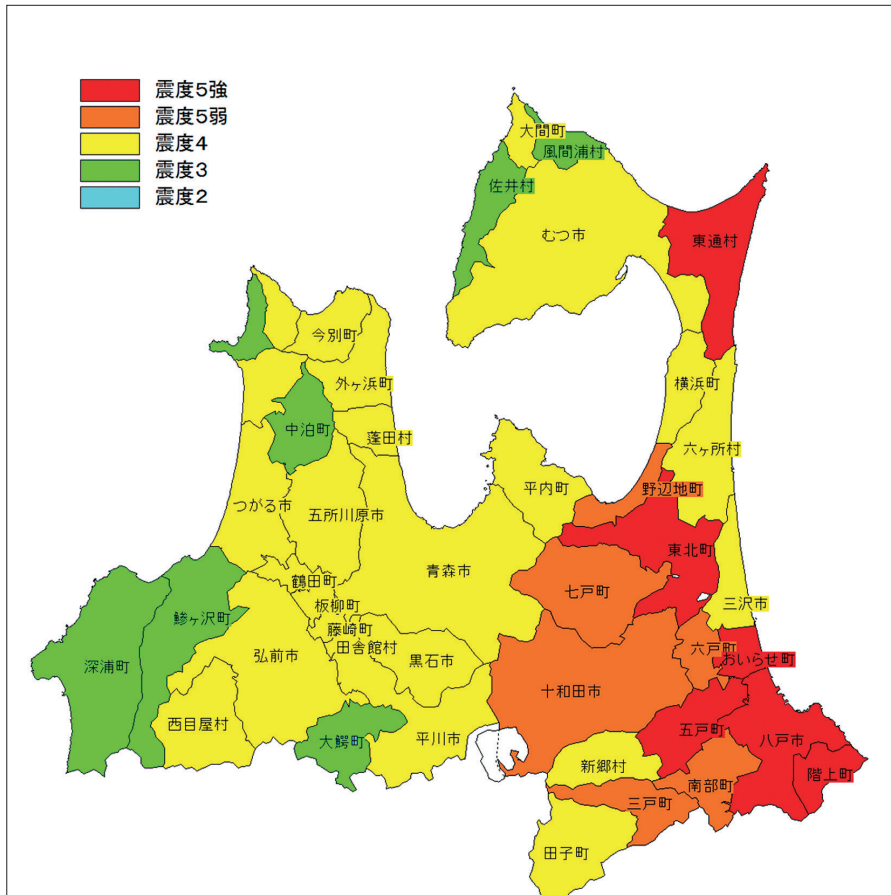 震度5強
震度5弱
震度4
震度3
震度2
大間町
風間浦村
佐井村
むつ市
東通村
今別町
外ヶ浜町
中泊町
蓬田村
横浜町
六ヶ所村
野辺地町
平内町
つがる市
五所川原市
東北町
青森市
七戸町
鶴田町
板柳町
三沢市
鰺ヶ沢町
藤崎町
田舎館村
黒石市
六戸町
おいらせ町
深浦町
弘前市
十和田市
西目屋村
大鰐町
平川市
五戸町
八戸市
新郷村
階上町
南部町
三戸町
田子町